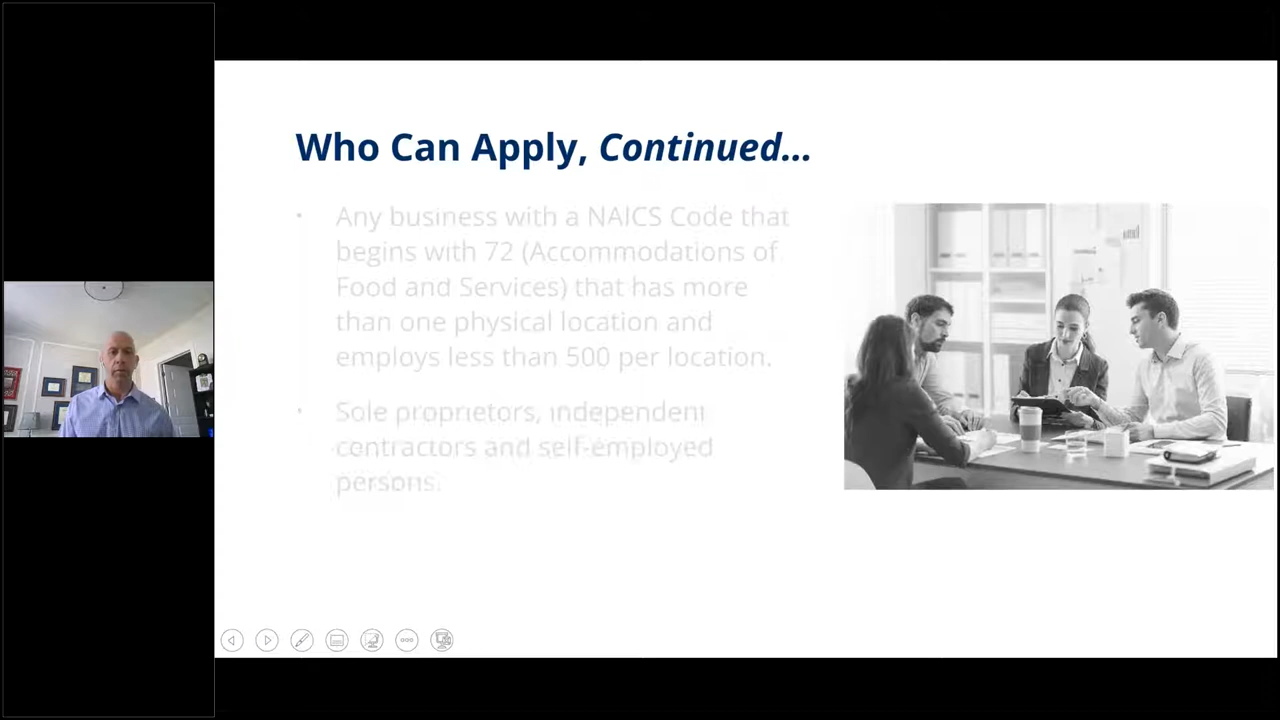 Who Can Apply, Continued...
• Any business with a NAICS Code that
begins with 72 (Accommodations of
Food and Services) that has more
than one physical location and
employs less than 500 per location.
• Sole proprietors, independent
contractors and self-employed
persons.